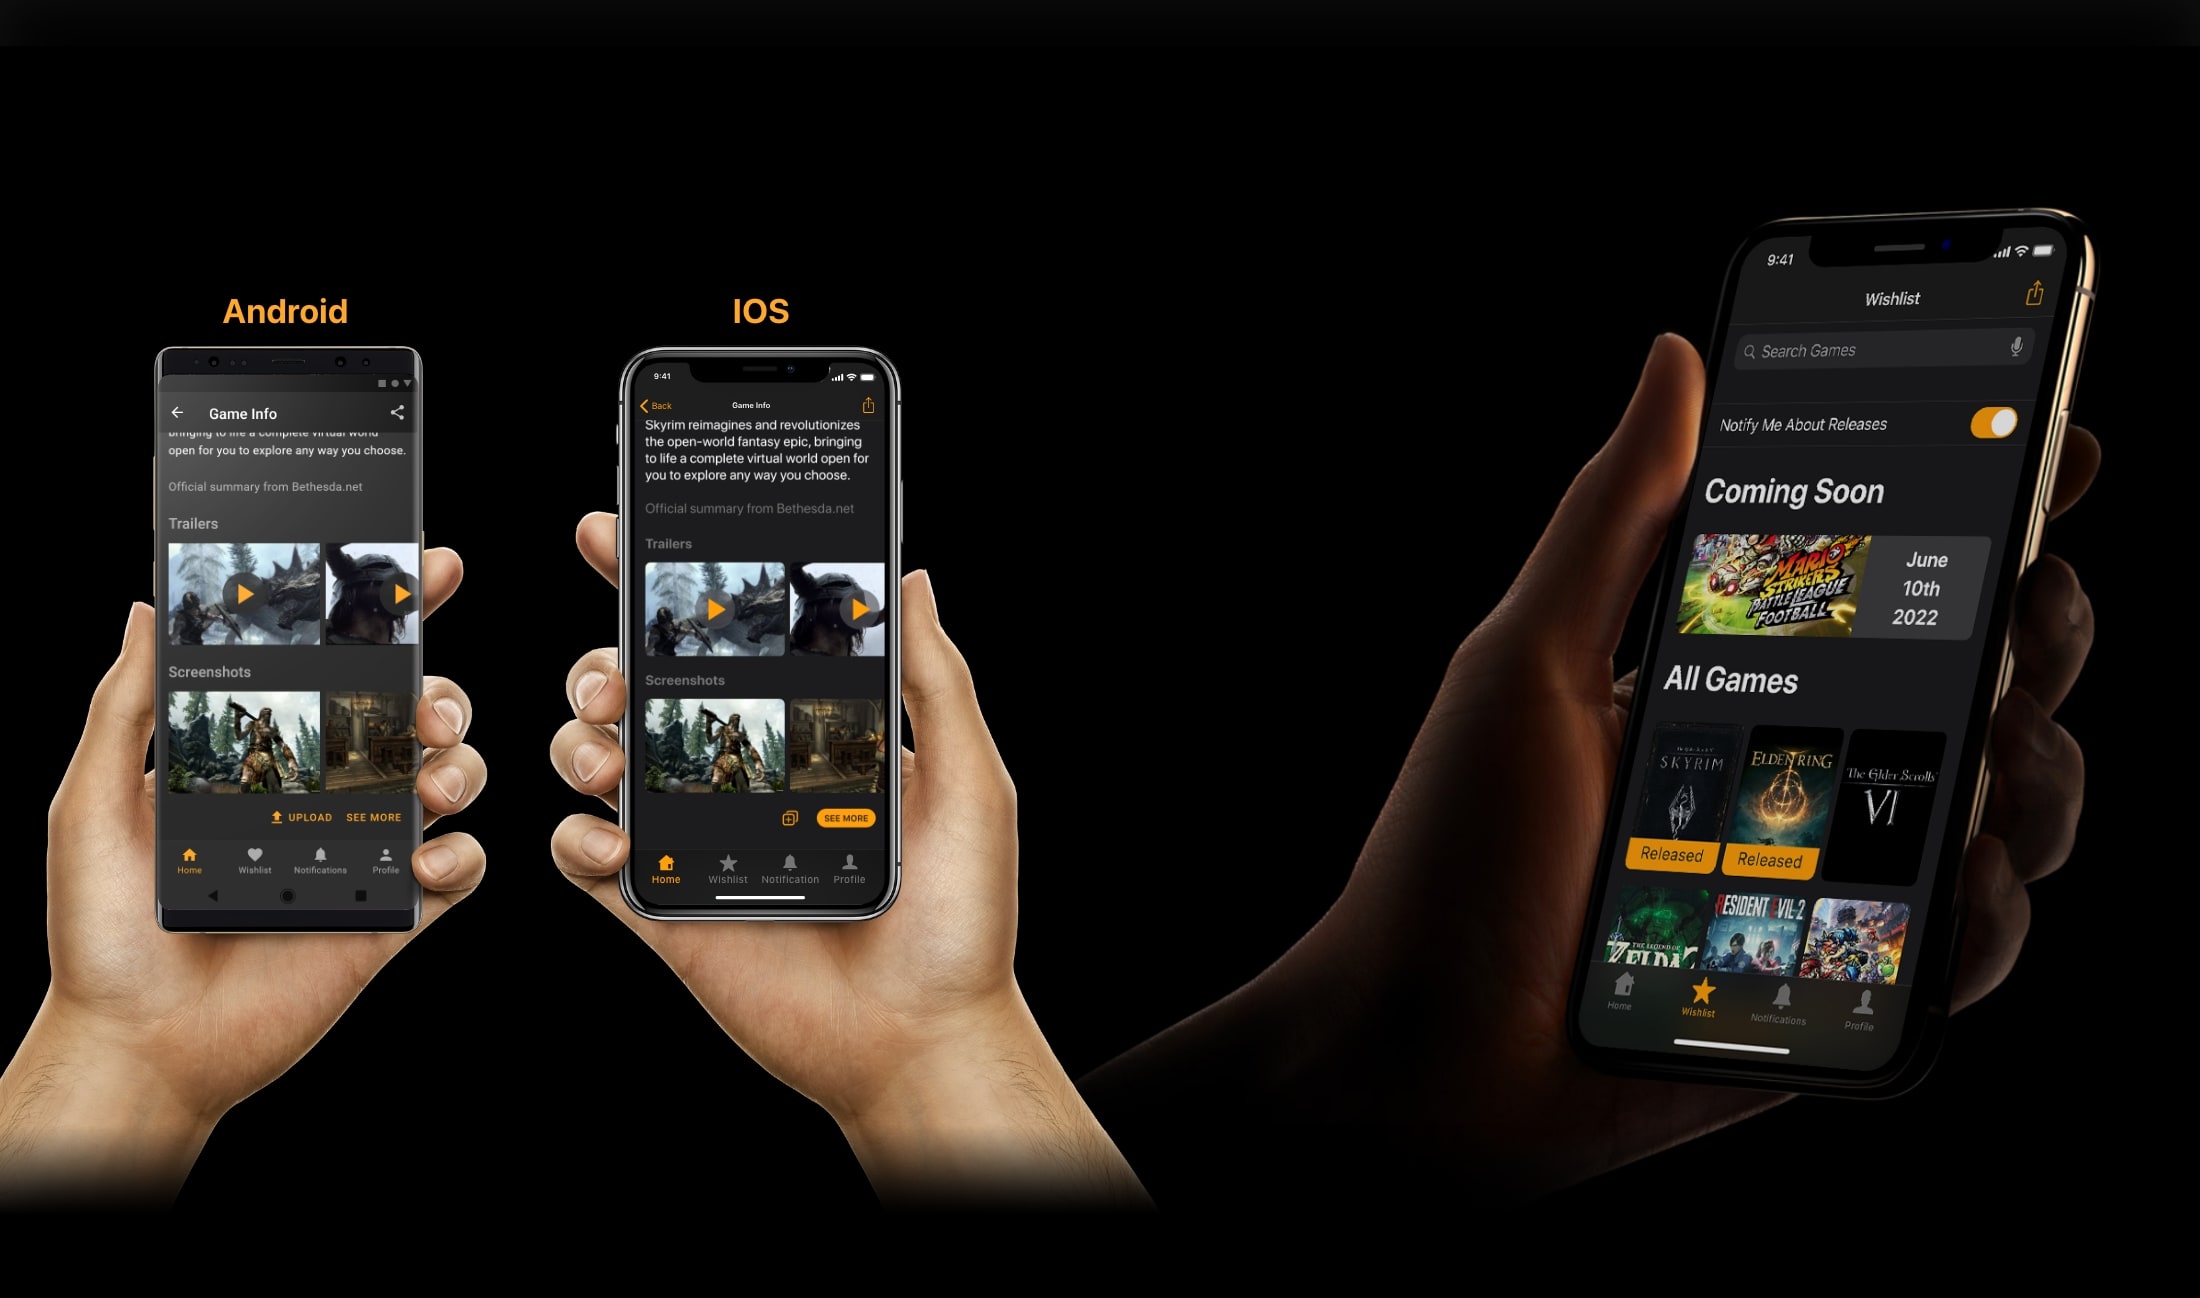 Android
Game Info
bringing to life a complete virtual world
open for you to explore any way you choose.
Official summary from Bethesda.net
Trailers
Screenshots
UPLOAD SEE MORE
Home Wishlist Notifications Profile
IOS
9:41
Back Game Info
Skyrim reimagines and revolutionizes
the open-world fantasy epic, bringing
to life a complete virtual world open for
you to explore any way you choose.
Official summary from Bethesda.net
Trailers
Screenshots
SEE MORE
Home Wishlist Notification Profile
9:41
Wishlist
Search Games
Notify Me About Releases
Coming Soon
MARIO
STRIKERS
BATTLE LEAGUE
FOOTBALL
June
10th
2022
All Games
SKYRIM
Released
ELDEN RING
Released
The Elder Scrolls
VI
THE LEGEND OF
ZELDA
RESIDENT EVIL 2
Home Wishlist Notifications Profile